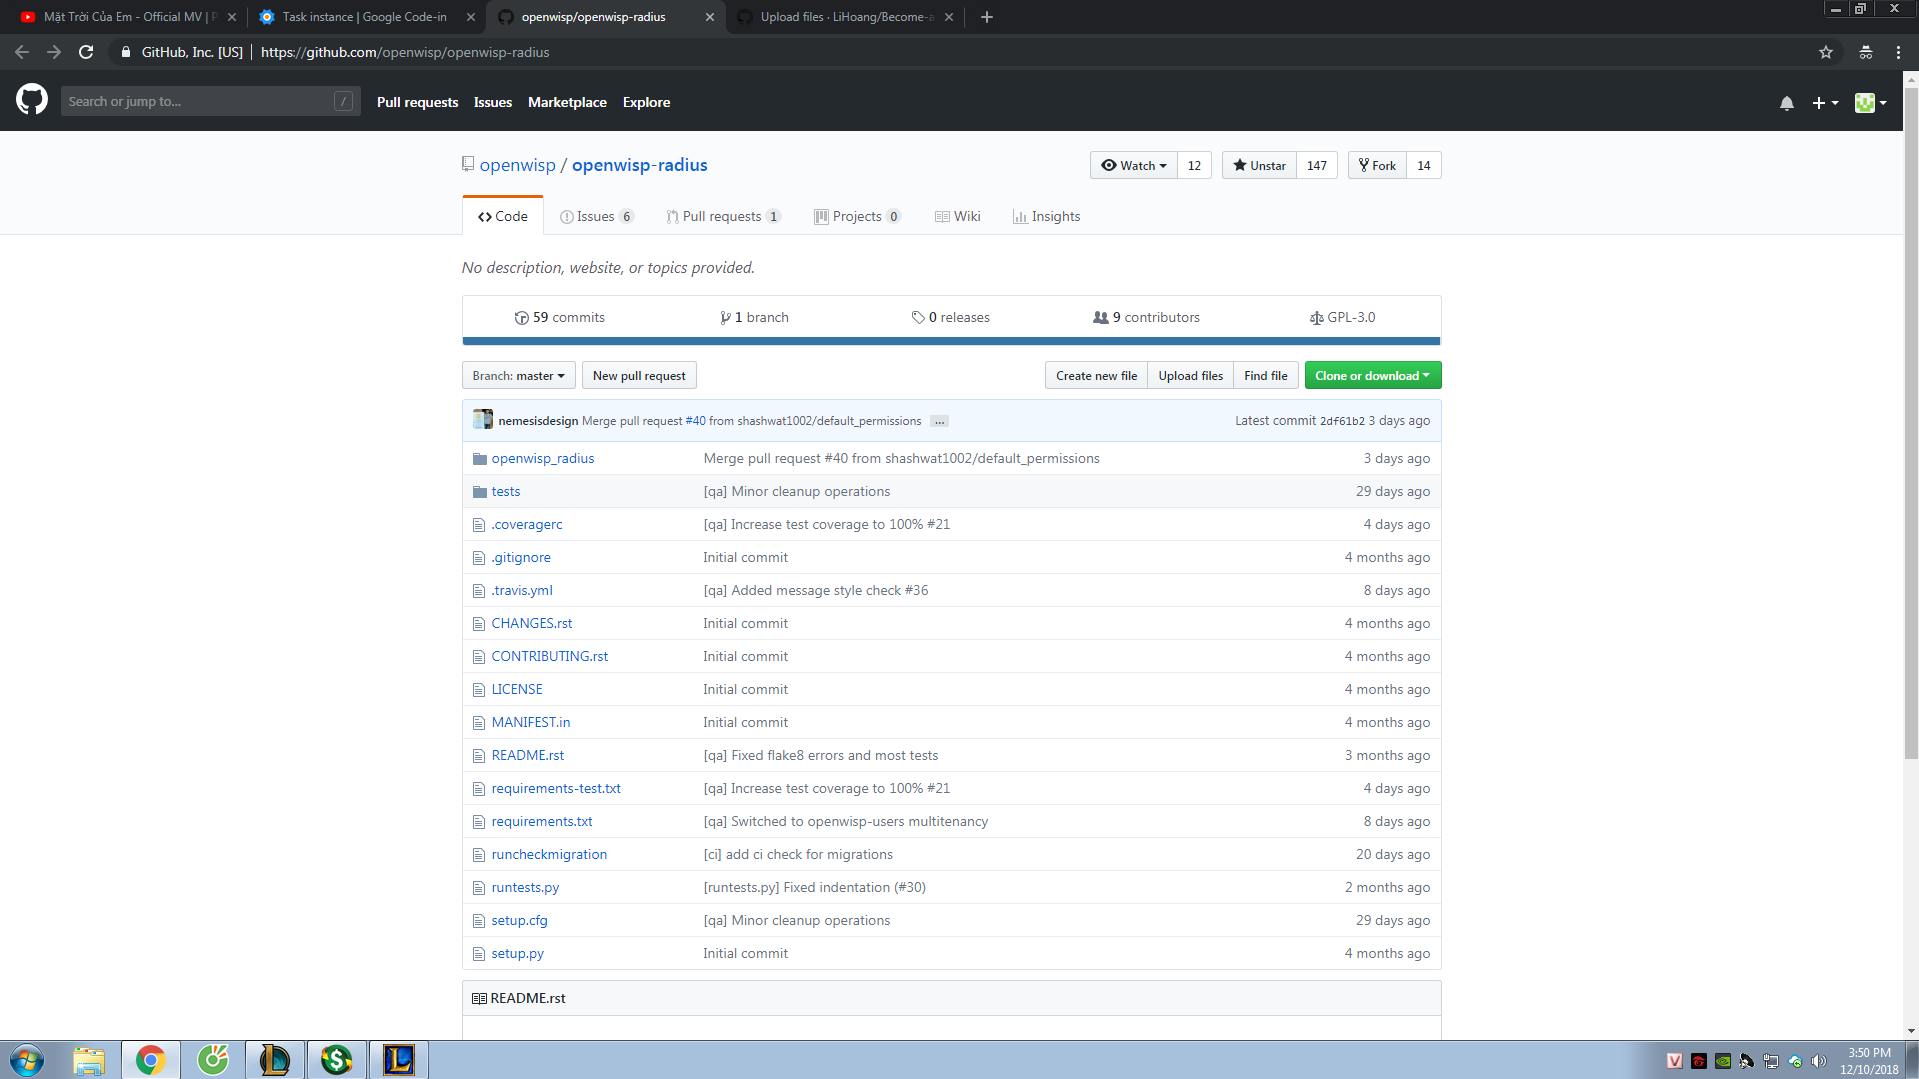 Mặt Trời Của Em - Official MV | P
Task instance | Google Code-in
openwisp/openwisp-radius
Upload files · LiHoang/Become-a
GitHub, Inc. [US] | https://github.com/openwisp/openwisp-radius
Search or jump to... /
Pull requests Issues Marketplace Explore
openwisp / openwisp-radius
Watch 12 Unstar 147 Fork 14
Code Issues 6 Pull requests 1 Projects 0 Wiki Insights
No description, website, or topics provided.
59 commits 1 branch 0 releases 9 contributors GPL-3.0
Branch: master New pull request Create new file Upload files Find file Clone or download
nemesisdesign Merge pull request #40 from shashwat1002/default_permissions ... Latest commit 2df61b2 3 days ago
openwisp_radius Merge pull request #40 from shashwat1002/default_permissions 3 days ago
tests [qa] Minor cleanup operations 29 days ago
.coveragerc [qa] Increase test coverage to 100% #21 4 days ago
.gitignore Initial commit 4 months ago
.travis.yml [qa] Added message style check #36 8 days ago
CHANGES.rst Initial commit 4 months ago
CONTRIBUTING.rst Initial commit 4 months ago
LICENSE Initial commit 4 months ago
MANIFEST.in Initial commit 4 months ago
README.rst [qa] Fixed flake8 errors and most tests 3 months ago
requirements-test.txt [qa] Increase test coverage to 100% #21 4 days ago
requirements.txt [qa] Switched to openwisp-users multitenancy 8 days ago
runcheckmigration [ci] add ci check for migrations 20 days ago
runtests.py [runtests.py] Fixed indentation (#30) 2 months ago
setup.cfg [qa] Minor cleanup operations 29 days ago
setup.py Initial commit 4 months ago
README.rst
3:50 PM
12/10/2018